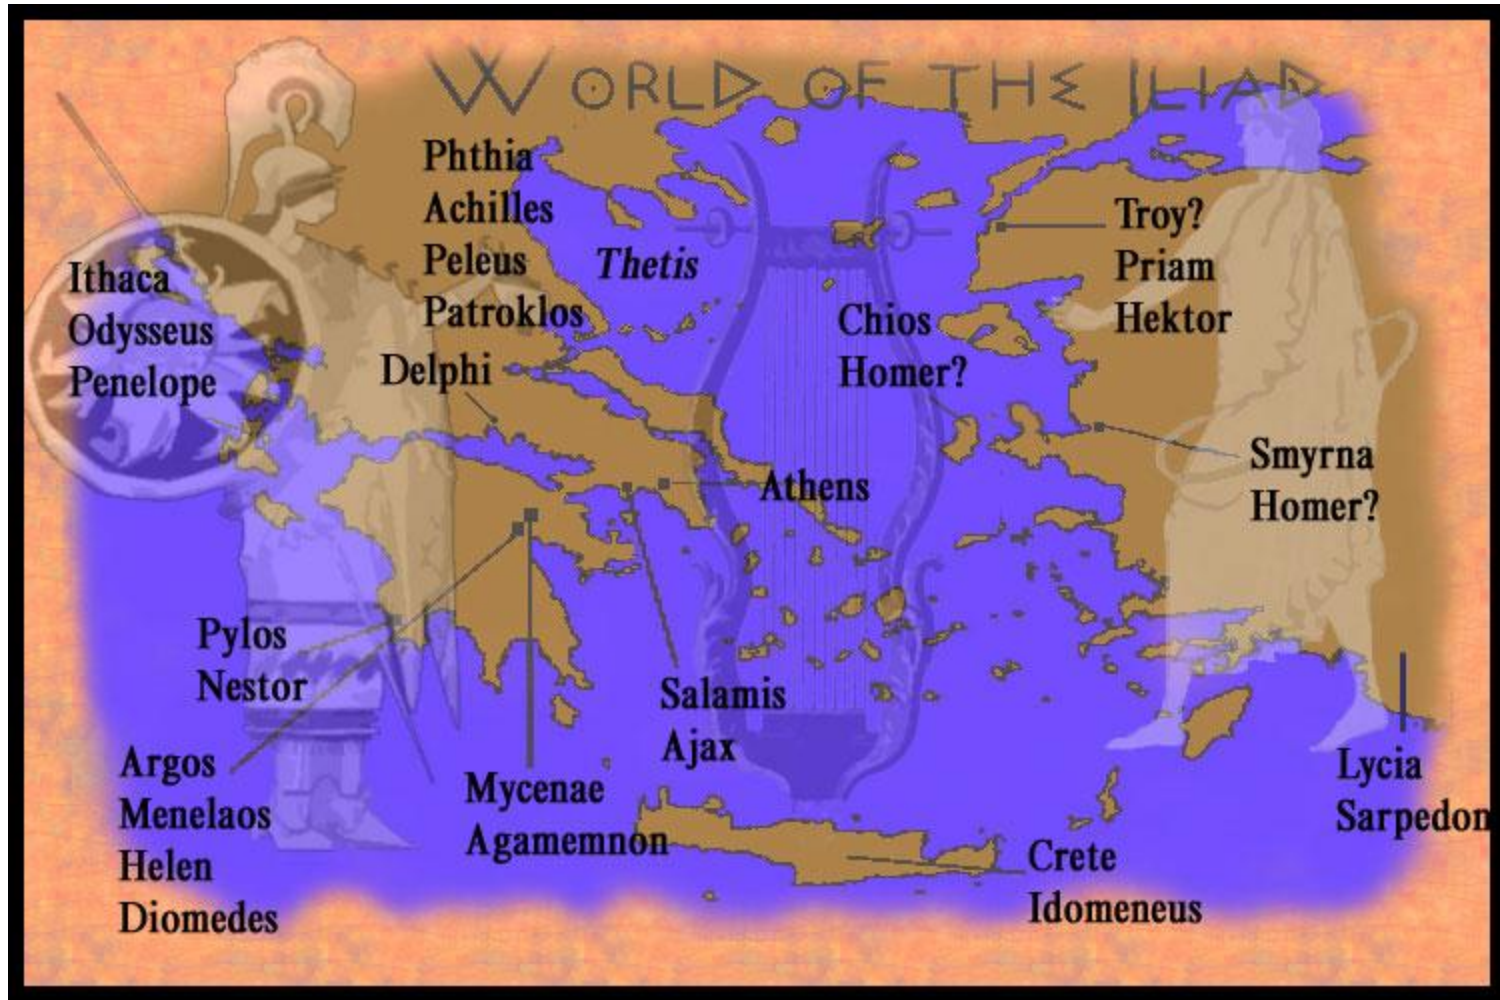 WORLD OF THE ILIAD
Phthia
Achilles
Peleus
Patroklos
Thetis
Troy?
Priam
Hektor
Ithaca
Odysseus
Penelope
Delphi
Chios
Homer?
Athens
Smyrna
Homer?
Pylos
Nestor
Salamis
Ajax
Argos
Menelaos
Helen
Diomedes
Mycenae
Agamemnon
Lycia
Sarpedon
Crete
Idomeneus